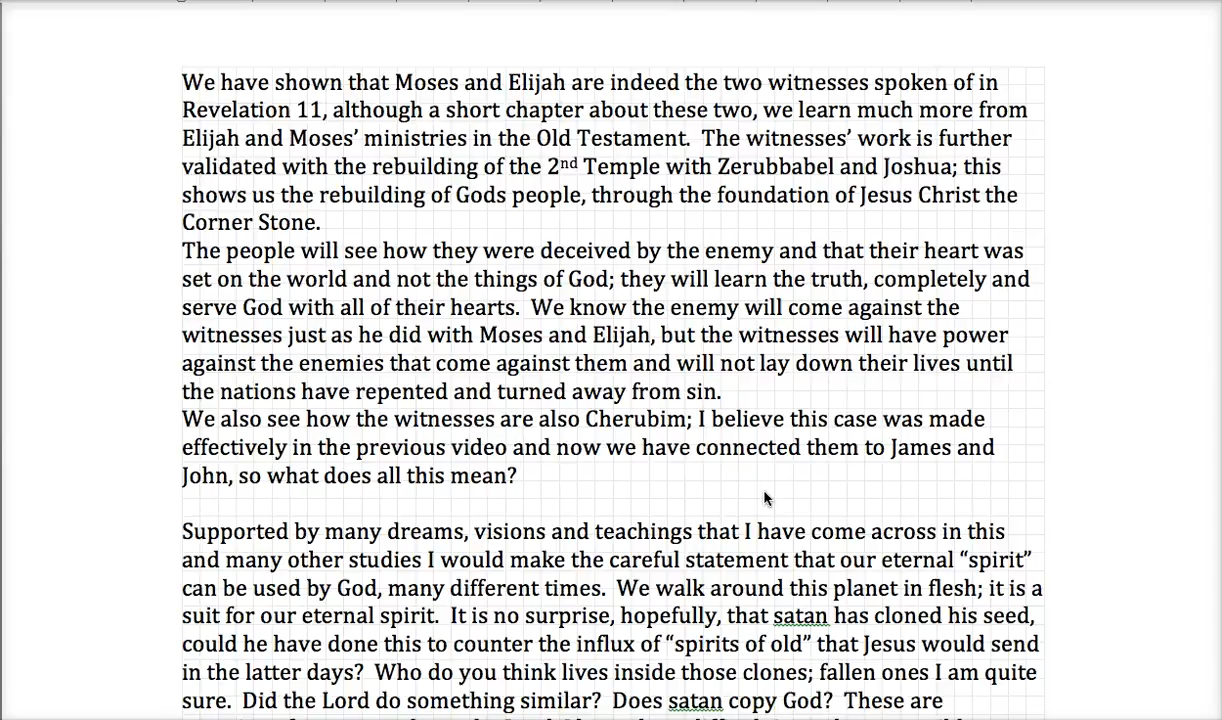 We have shown that Moses and Elijah are indeed the two witnesses spoken of in
Revelation 11, although a short chapter about these two, we learn much more from
Elijah and Moses’ ministries in the Old Testament.  The witnesses’ work is further
validated with the rebuilding of the 2nd Temple with Zerubbabel and Joshua; this
shows us the rebuilding of Gods people, through the foundation of Jesus Christ the
Corner Stone.
The people will see how they were deceived by the enemy and that their heart was
set on the world and not the things of God; they will learn the truth, completely and
serve God with all of their hearts.  We know the enemy will come against the
witnesses just as he did with Moses and Elijah, but the witnesses will have power
against the enemies that come against them and will not lay down their lives until
the nations have repented and turned away from sin.
We also see how the witnesses are also Cherubim; I believe this case was made
effectively in the previous video and now we have connected them to James and
John, so what does all this mean?
Supported by many dreams, visions and teachings that I have come across in this
and many other studies I would make the careful statement that our eternal “spirit”
can be used by God, many different times.  We walk around this planet in flesh; it is a
suit for our eternal spirit.  It is no surprise, hopefully, that satan has cloned his seed,
could he have done this to counter the influx of “spirits of old” that Jesus would send
in the latter days?  Who do you think lives inside those clones; fallen ones I am quite
sure.  Did the Lord do something similar?  Does satan copy God?  These are